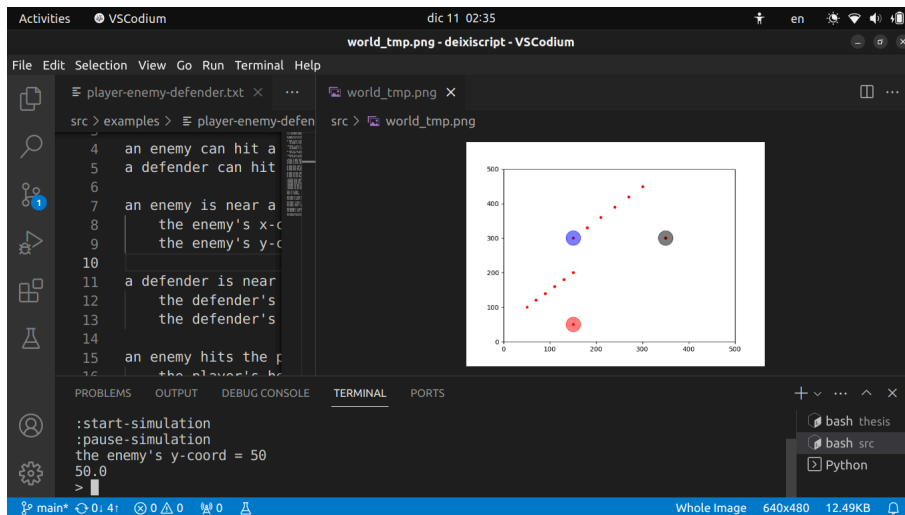 Activities
VSCodium
dic 11 02:35
en
world_tmp.png - deixiscript - VSCodium
File Edit Selection View Go Run Terminal Help
player-enemy-defender.txt
world_tmp.png
src > examples > player-enemy-defen
src > world_tmp.png
4 an enemy can hit a
5 a defender can hit
6
7 an enemy is near a
8 the enemy's x-c
9 the enemy's y-c
10
11 a defender is near
12 the defender's
13 the defender's
14
15 an enemy hits the p
500
400
300
200
100
0
0 100 200 300 400 500
1
PROBLEMS OUTPUT DEBUG CONSOLE TERMINAL PORTS
:start-simulation
:pause-simulation
the enemy's y-coord = 50
50.0
>
bash thesis
bash src
Python
main* 0↓ 4↑ 0 0 0
Whole Image 640x480 12.49KB